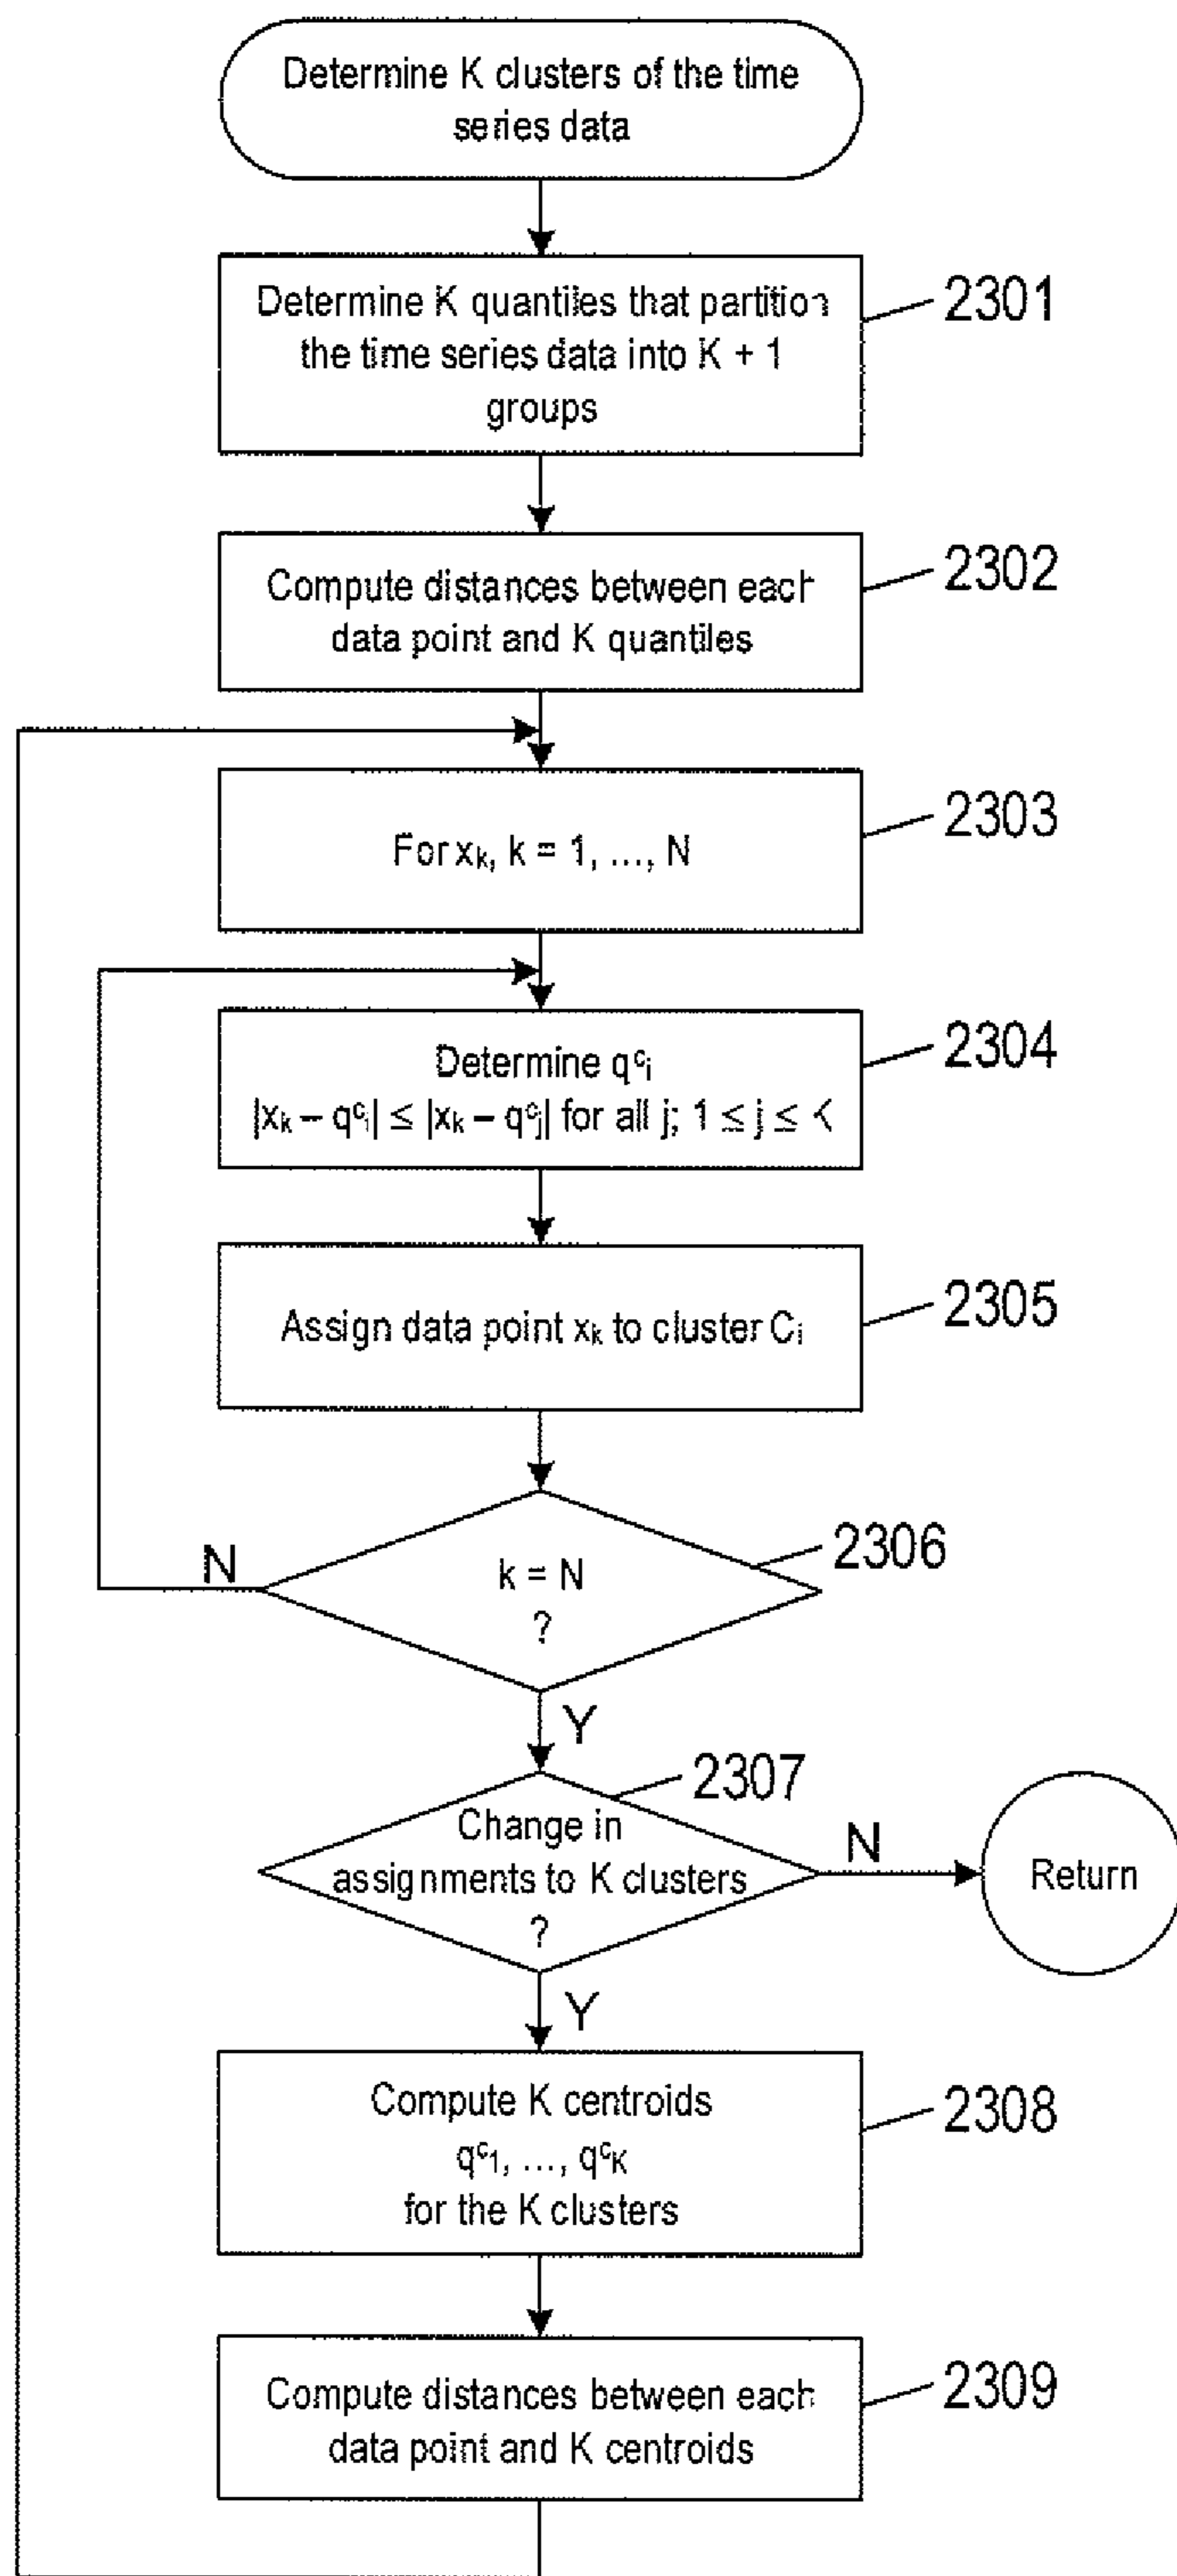 Determine K clusters of the time
series data
Determine K quantiles that partition
the time series data into K + 1
groups
2301
Compute distances between each
data point and K quantiles
2302
For xₖ, k = 1, ..., N
2303
Determine qᶜᵢ
|xₖ – qᶜᵢ| ≤ |xₖ – qᶜⱼ| for all j; 1 ≤ j ≤ K
2304
Assign data point xₖ to cluster Cᵢ
2305
k = N
?
2306
N
Y
2307
Change in
assignments to K clusters
?
N
Return
Y
Compute K centroids
qᶜ₁, ..., qᶜK
for the K clusters
2308
Compute distances between each
data point and K centroids
2309